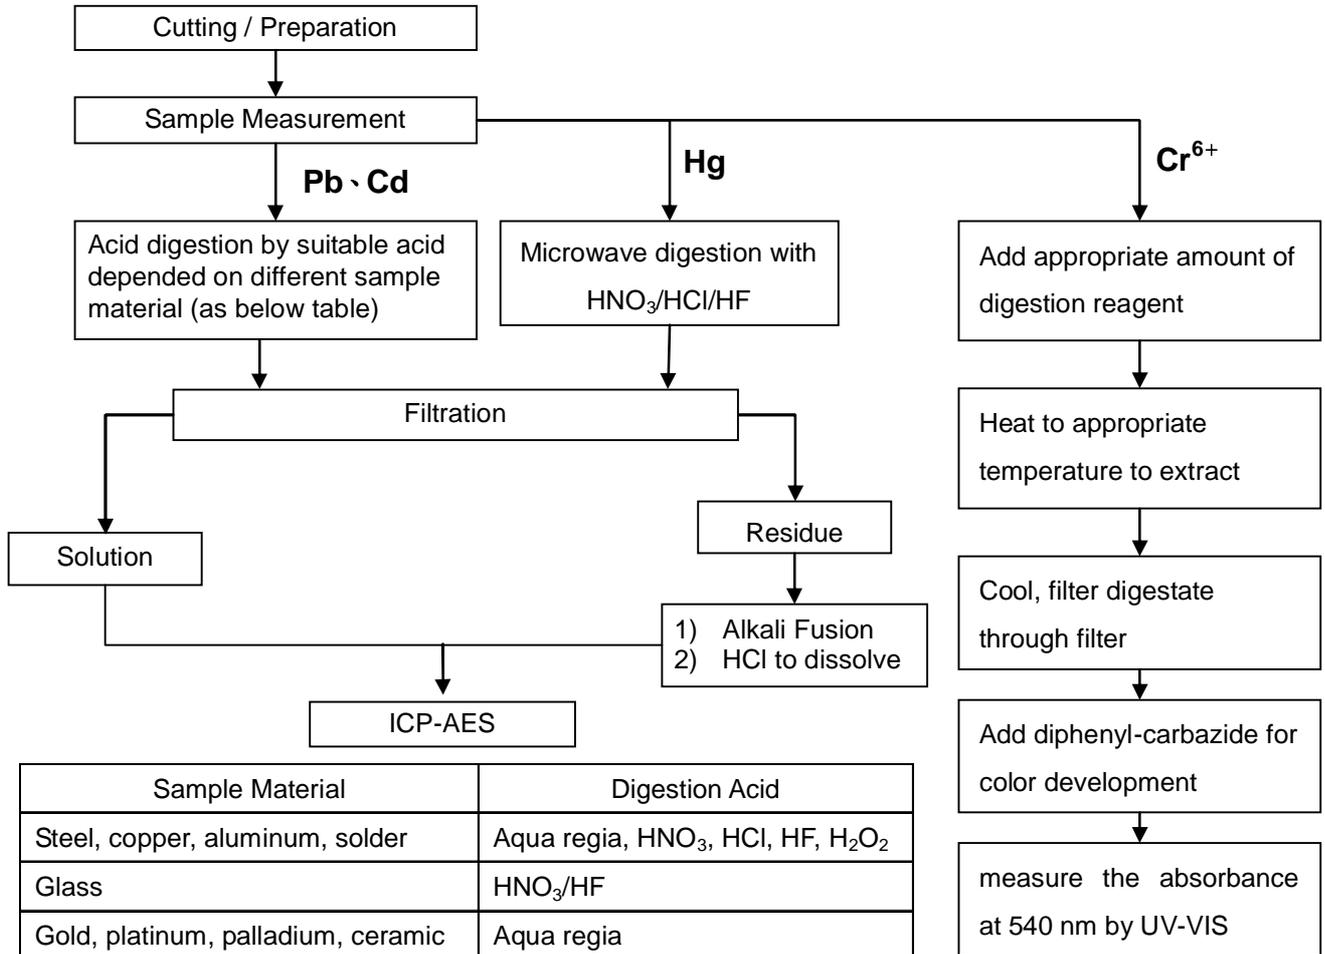 Cutting / Preparation
Sample Measurement
Pb、Cd
Hg
Cr⁶⁺
Acid digestion by suitable acid
depended on different sample
material (as below table)
Microwave digestion with
HNO₃/HCl/HF
Add appropriate amount of
digestion reagent
Filtration
Heat to appropriate
temperature to extract
Solution
Residue
1) Alkali Fusion
2) HCl to dissolve
Cool, filter digestate
through filter
ICP-AES
Add diphenyl-carbazide for
color development
Sample Material	Digestion Acid
Steel, copper, aluminum, solder	Aqua regia, HNO₃, HCl, HF, H₂O₂
Glass	HNO₃/HF
Gold, platinum, palladium, ceramic	Aqua regia
measure the absorbance
at 540 nm by UV-VIS